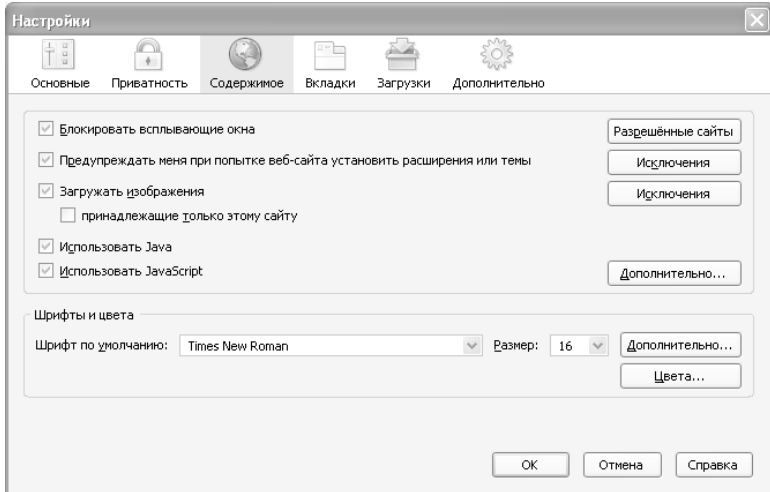 Настройки
Основные Приватность Содержимое Вкладки Загрузки Дополнительно
Блокировать всплывающие окна Разрешённые сайты
Предупреждать меня при попытке веб-сайта установить расширения или темы Исключения
Загружать изображения Исключения
принадлежащие только этому сайту
Использовать Java
Использовать JavaScript Дополнительно...
Шрифты и цвета
Шрифт по умолчанию: Times New Roman Размер: 16 Дополнительно...
Цвета...
OK Отмена Справка